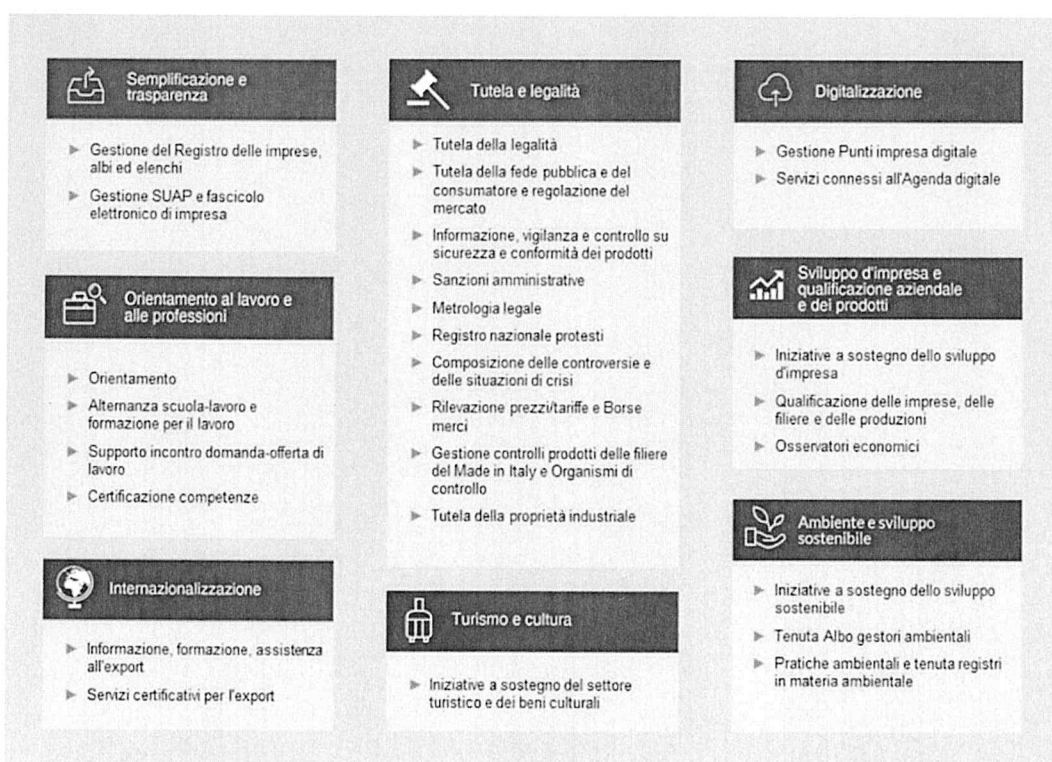 Semplificazione e
trasparenza
Gestione del Registro delle imprese,
albi ed elenchi
Gestione SUAP e fascicolo
elettronico di impresa
Orientamento al lavoro e
alle professioni
Orientamento
Alternanza scuola-lavoro e
formazione per il lavoro
Supporto incontro domanda-offerta di
lavoro
Certificazione competenze
Internazionalizzazione
Informazione, formazione, assistenza
all'export
Servizi certificativi per l'export
Tutela e legalità
Tutela della legalità
Tutela della fede pubblica e del
consumatore e regolazione del
mercato
Informazione, vigilanza e controllo su
sicurezza e conformità dei prodotti
Sanzioni amministrative
Metrologia legale
Registro nazionale protesti
Composizione delle controversie e
delle situazioni di crisi
Rilevazione prezzi/tariffe e Borse
merci
Gestione controlli prodotti delle filiere
del Made in Italy e Organismi di
controllo
Tutela della proprietà industriale
Turismo e cultura
Iniziative a sostegno del settore
turistico e dei beni culturali
Digitalizzazione
Gestione Punti impresa digitale
Servizi connessi all'Agenda digitale
Sviluppo d'impresa e
qualificazione aziendale
e dei prodotti
Iniziative a sostegno dello sviluppo
d'impresa
Qualificazione delle imprese, delle
filiere e delle produzioni
Osservatori economici
Ambiente e sviluppo
sostenibile
Iniziative a sostegno dello sviluppo
sostenibile
Tenuta Albo gestori ambientali
Pratiche ambientali e tenuta registri
in materia ambientale